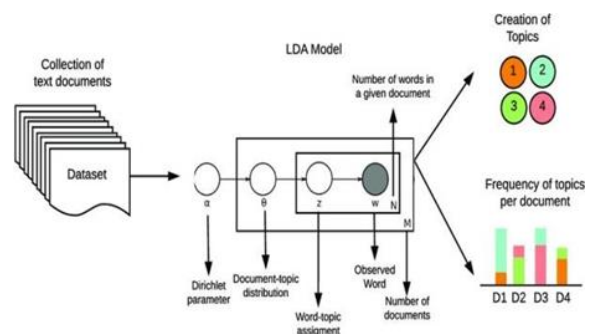 Collection of
text documents
Dataset
LDA Model
Number of words in
a given document
α
θ
z
w
N
M
Dirichlet
parameter
Document-topic
distribution
Word-topic
assigment
Observed
Word
Number of
documents
Creation of
Topics
1
2
3
4
Frequency of topics
per document
D1 D2 D3 D4